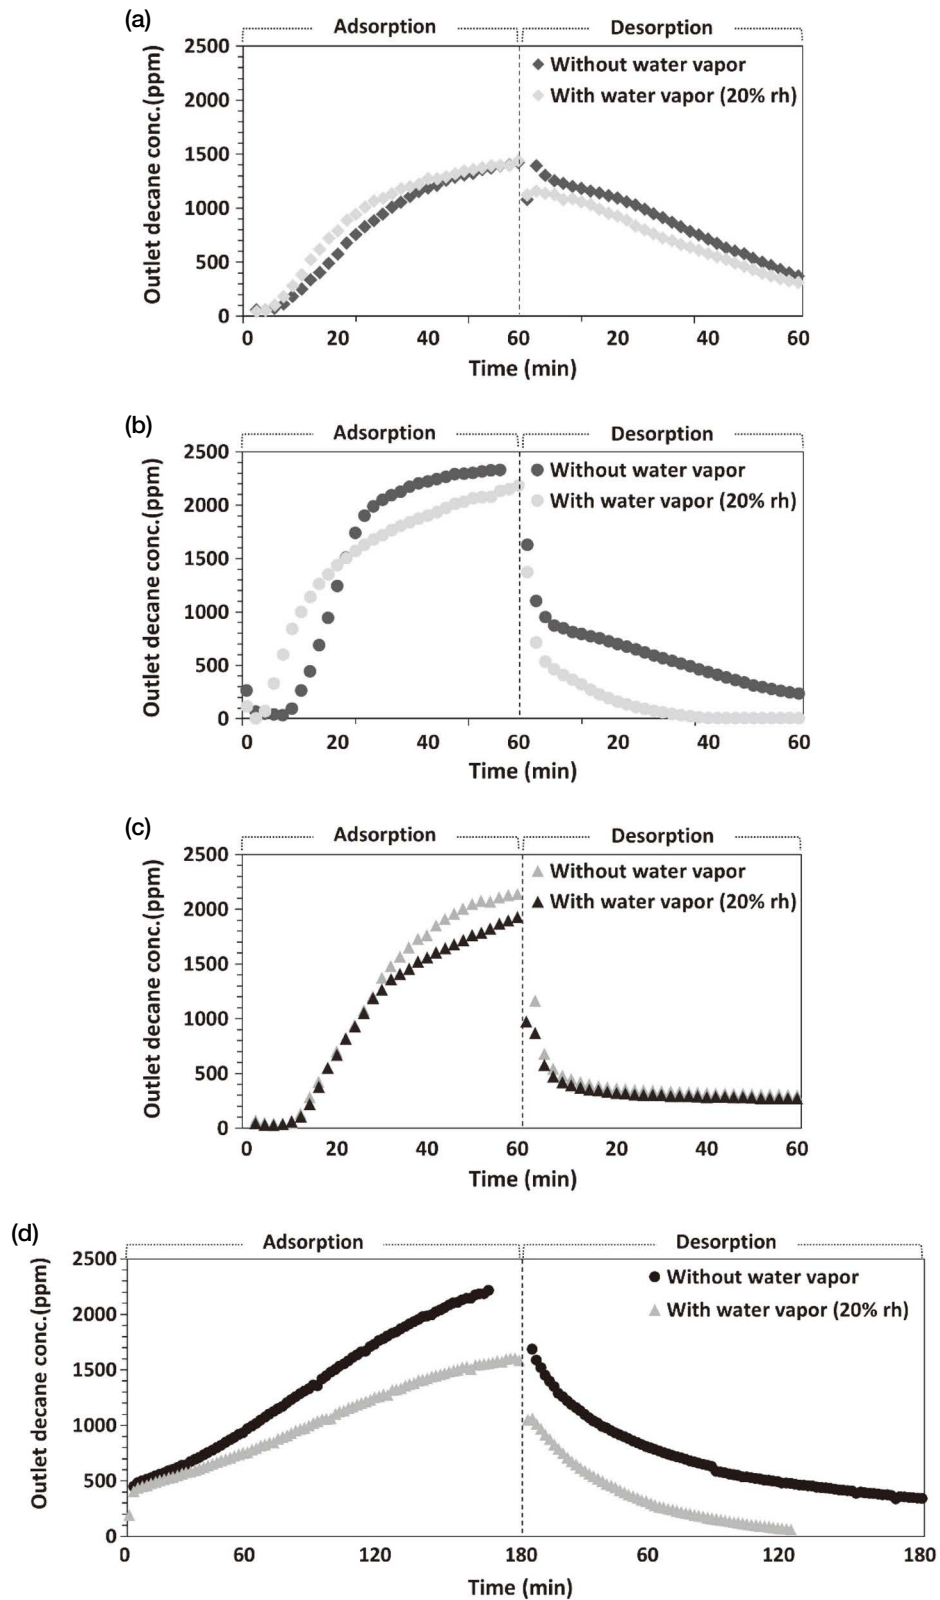 (a)
Adsorption Desorption
Outlet decane conc.(ppm)
2500
2000
1500
1000
500
0
Without water vapor
With water vapor (20% rh)
0 20 40 60 20 40 60
Time (min)
(b)
Adsorption Desorption
Outlet decane conc.(ppm)
2500
2000
1500
1000
500
0
Without water vapor
With water vapor (20% rh)
0 20 40 60 20 40 60
Time (min)
(c)
Adsorption Desorption
Outlet decane conc.(ppm)
2500
2000
1500
1000
500
0
Without water vapor
With water vapor (20% rh)
0 20 40 60 20 40 60
Time (min)
(d)
Adsorption Desorption
Outlet decane conc.(ppm)
2500
2000
1500
1000
500
0
Without water vapor
With water vapor (20% rh)
0 60 120 180 60 120 180
Time (min)